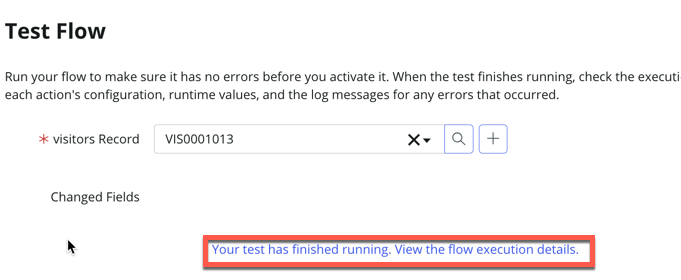 Test Flow
Run your flow to make sure it has no errors before you activate it. When the test finishes running, check the
each action's configuration, runtime values, and the log messages for any errors that occurred.
* visitors Record VIS0001013
Changed Fields
Your test has finished running. View the flow execution details.